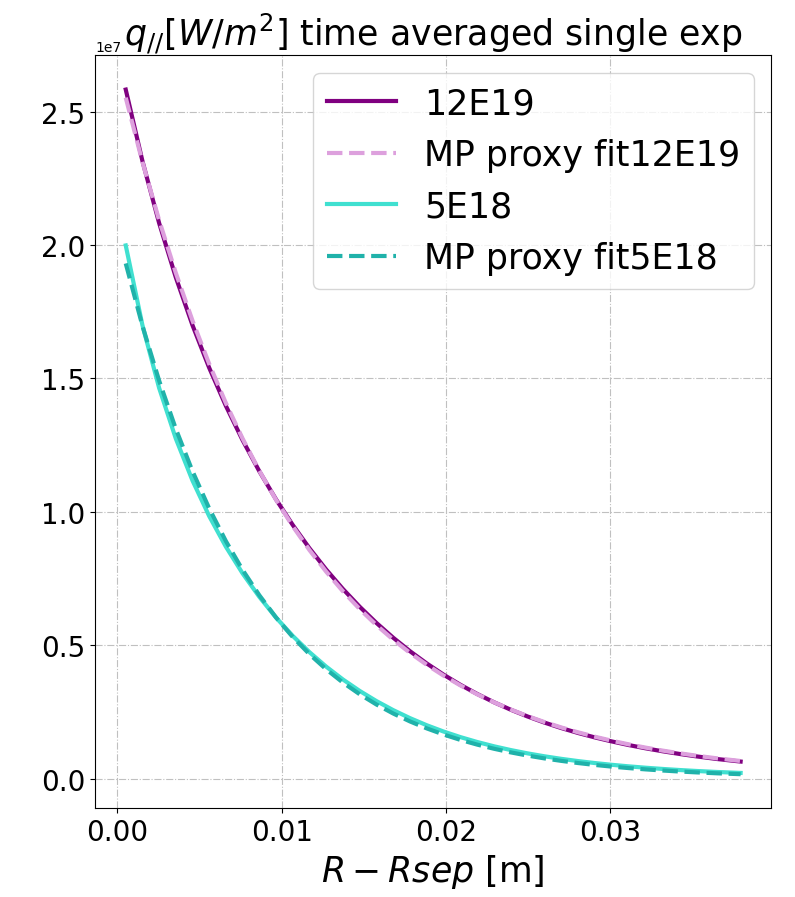 q// [W/m²] time averaged single exp
1e7
12E19
MP proxy fit12E19
5E18
MP proxy fit5E18
2.5
2.0
1.5
1.0
0.5
0.0
0.00 0.01 0.02 0.03
R − Rsep [m]